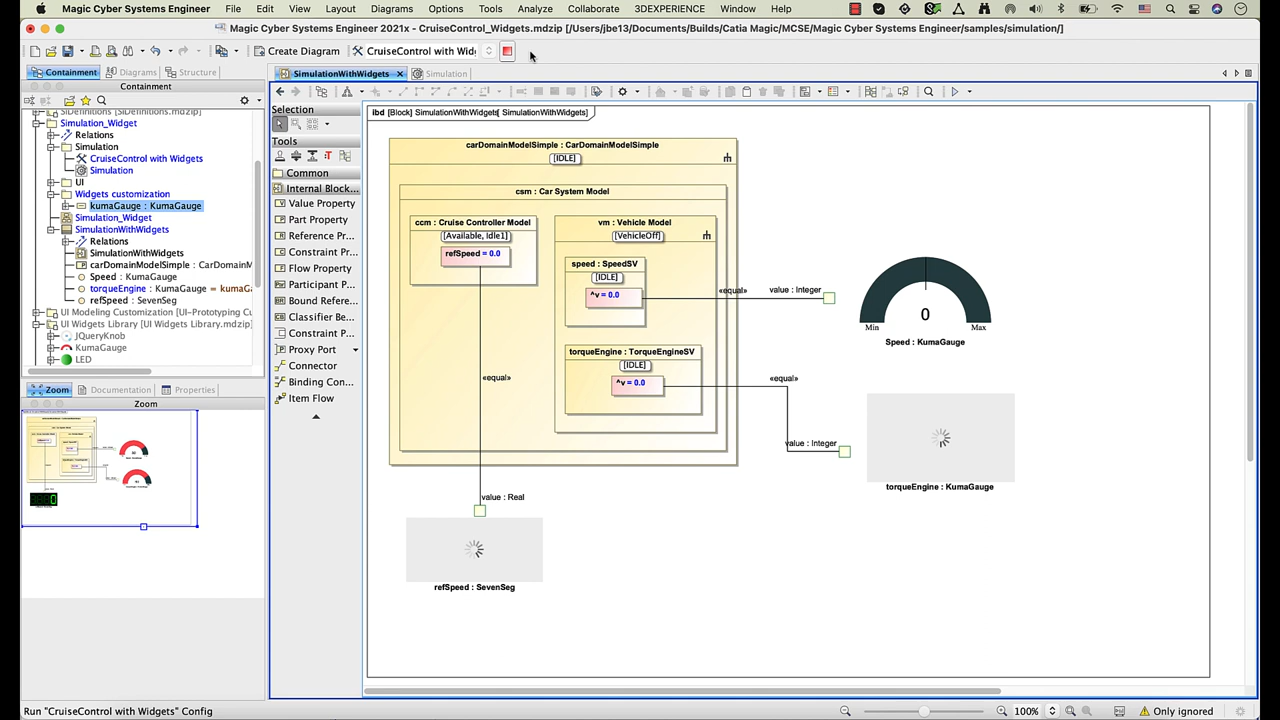 Magic Cyber Systems Engineer File Edit View Layout Diagrams Options Tools Analyze Collaborate 3DEXPERIENCE Window Help
Magic Cyber Systems Engineer 2021x - CruiseControl_Widgets.mdzip [/Users/jbe13/Documents/Builds/Catia Magic/MCSE/Magic Cyber Systems Engineer/samples/simulation/]
Create Diagram CruiseControl with Widg
Containment Diagrams Structure
Containment
SIDefinitions [SIDefinitions.mdzip]
Simulation_Widget
Relations
Simulation
CruiseControl with Widgets
Simulation
UI
Widgets customization
kumaGauge : KumaGauge
Simulation_Widget
SimulationWithWidgets
Relations
SimulationWithWidgets
carDomainModelSimple : CarDomainM
Speed : KumaGauge
torqueEngine : KumaGauge = kumaG
refSpeed : SevenSeg
UI Modeling Customization [UI-Prototyping Cu
UI Widgets Library [UI Widgets Library.mdzip]
JQueryKnob
KumaGauge
LED
Zoom Documentation Properties
Zoom
SimulationWithWidgets Simulation
Selection
Tools
Common
Internal Block...
Value Property
Part Property
Reference Pr...
Constraint Pr...
Flow Property
Participant P...
Bound Refere...
Classifier Be...
Constraint P...
Proxy Port
Connector
Binding Con...
Item Flow
ibd [Block] SimulationWithWidgets[ SimulationWithWidgets]
carDomainModelSimple : CarDomainModelSimple
[IDLE]
csm : Car System Model
ccm : Cruise Controller Model
[Available, Idle1]
refSpeed = 0.0
vm : Vehicle Model
[VehicleOff]
speed : SpeedSV
[IDLE]
^v = 0.0
torqueEngine : TorqueEngineSV
[IDLE]
^v = 0.0
«equal»
value : Integer
«equal»
value : Integer
«equal»
value : Real
0
Min Max
Speed : KumaGauge
torqueEngine : KumaGauge
refSpeed : SevenSeg
Run "CruiseControl with Widgets" Config
100%
Only ignored